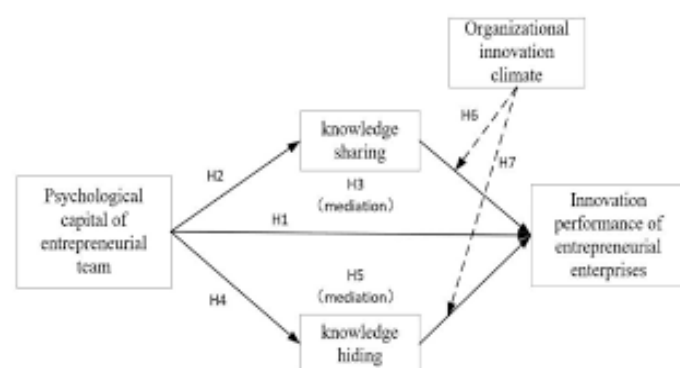 Organizational
innovation
climate
H6
knowledge
sharing
H7
H2
H3
(mediation)
Psychological
capital of
entrepreneurial
team
H1
Innovation
performance of
entrepreneurial
enterprises
H5
(mediation)
H4
knowledge
hiding